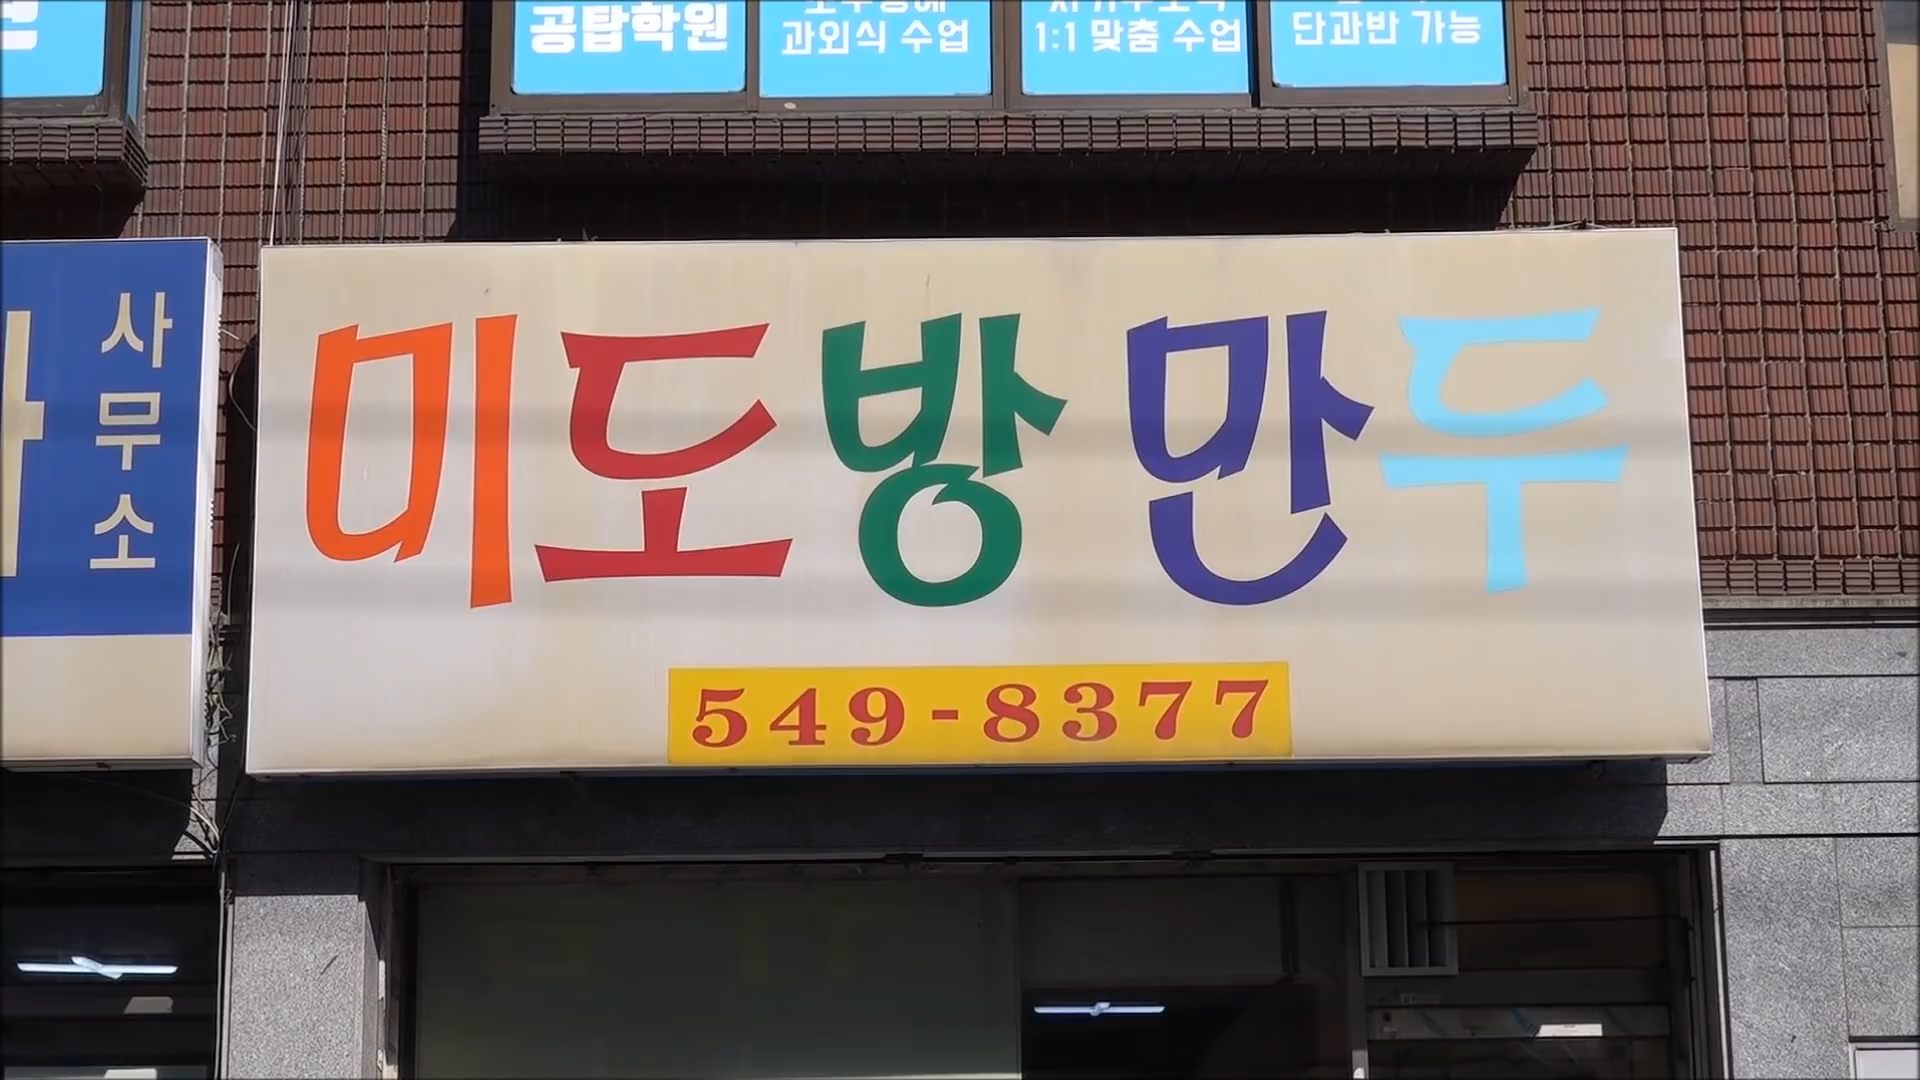 공탑학원
과외식 수업
1:1 맞춤 수업
단과반 가능
사무소
미도방 만두
549-8377